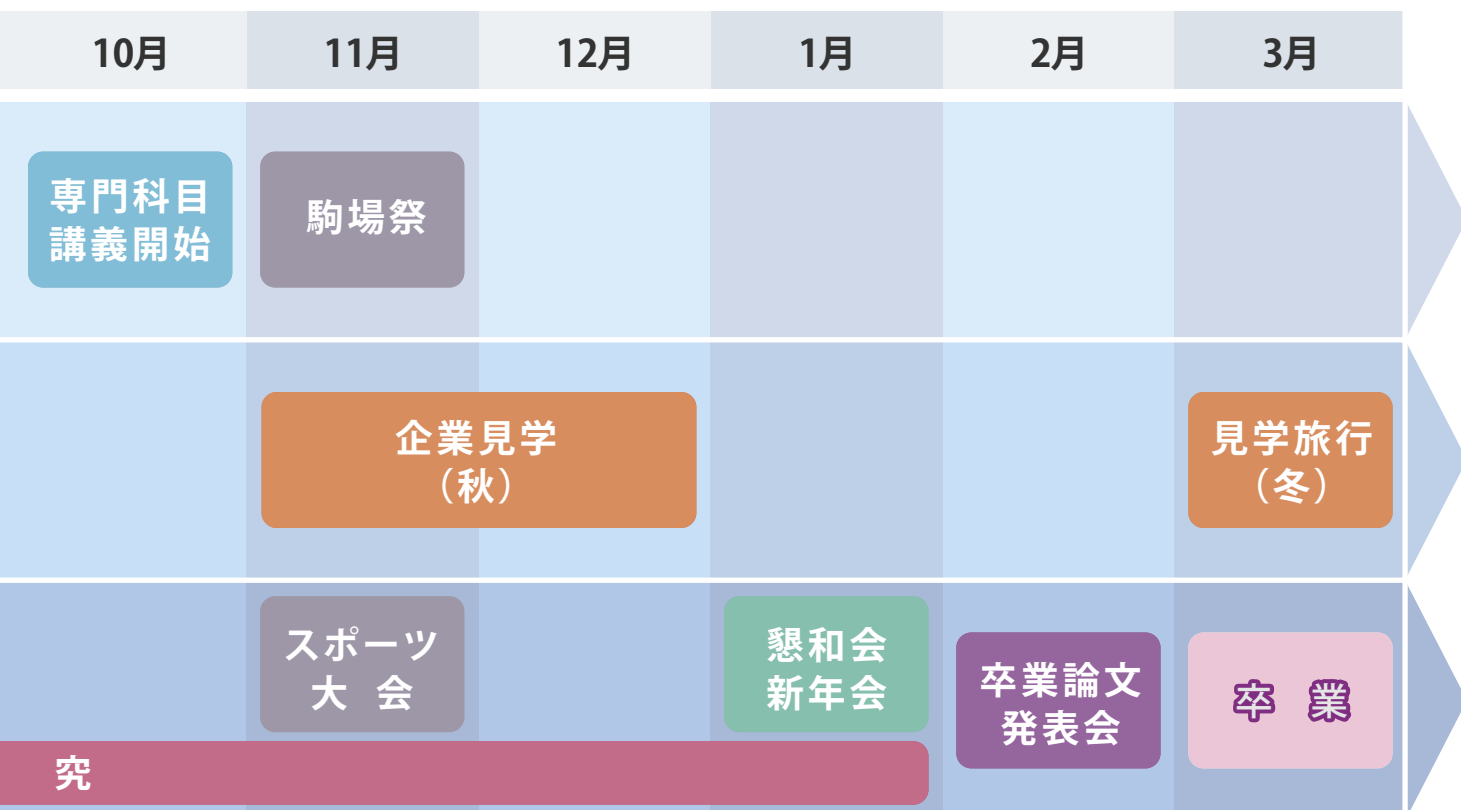 10月 11月 12月 1月 2月 3月
専門科目
講義開始
駒場祭
企業見学
（秋）
見学旅行
（冬）
スポーツ
大 会
懇和会
新年会
卒業論文
発表会
卒 業
究